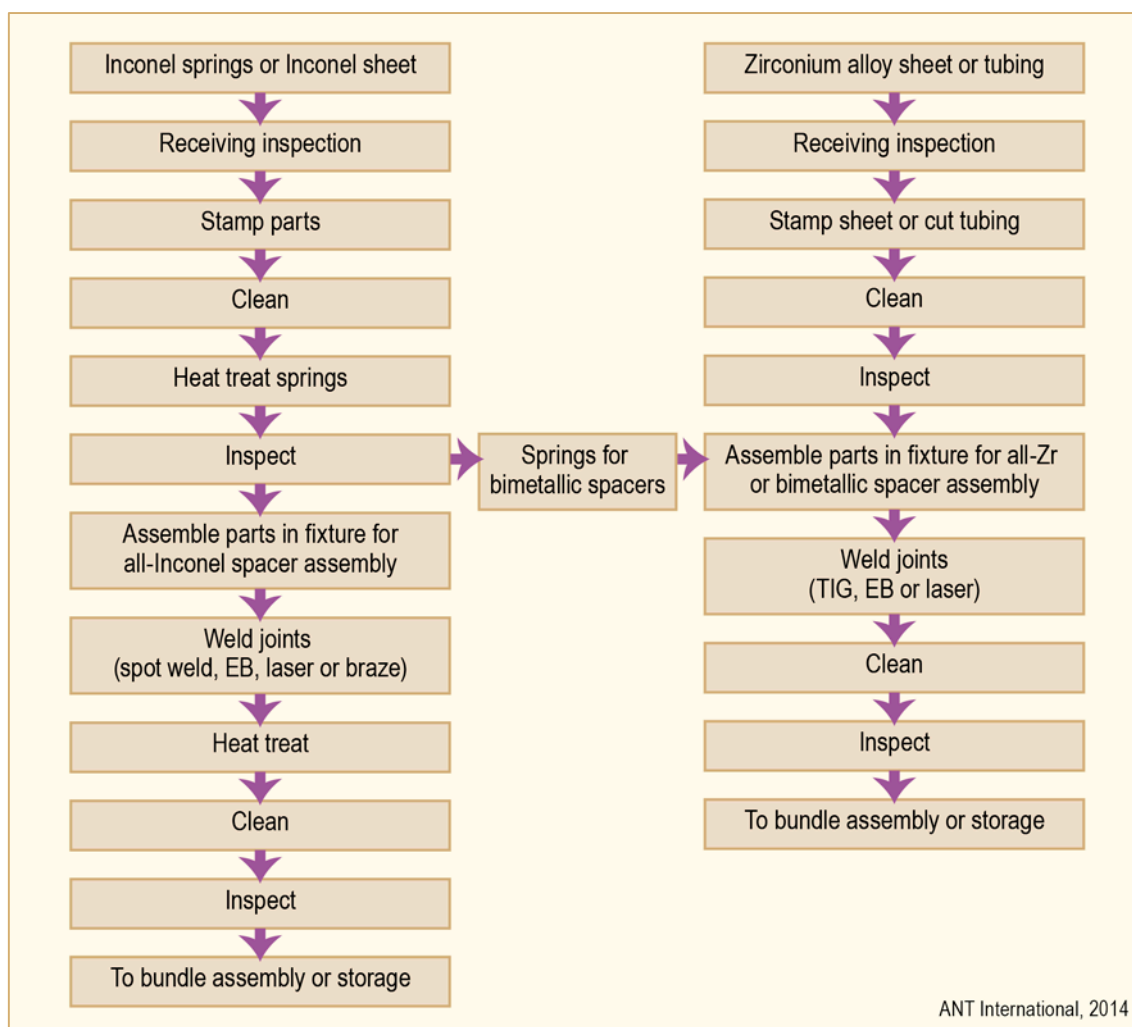 Inconel springs or Inconel sheet
Receiving inspection
Stamp parts
Clean
Heat treat springs
Inspect
Assemble parts in fixture for
all-Inconel spacer assembly
Weld joints
(spot weld, EB, laser or braze)
Heat treat
Clean
Inspect
To bundle assembly or storage
Springs for
bimetallic spacers
Zirconium alloy sheet or tubing
Receiving inspection
Stamp sheet or cut tubing
Clean
Inspect
Assemble parts in fixture for all-Zr
or bimetallic spacer assembly
Weld joints
(TIG, EB or laser)
Clean
Inspect
To bundle assembly or storage
ANT International, 2014